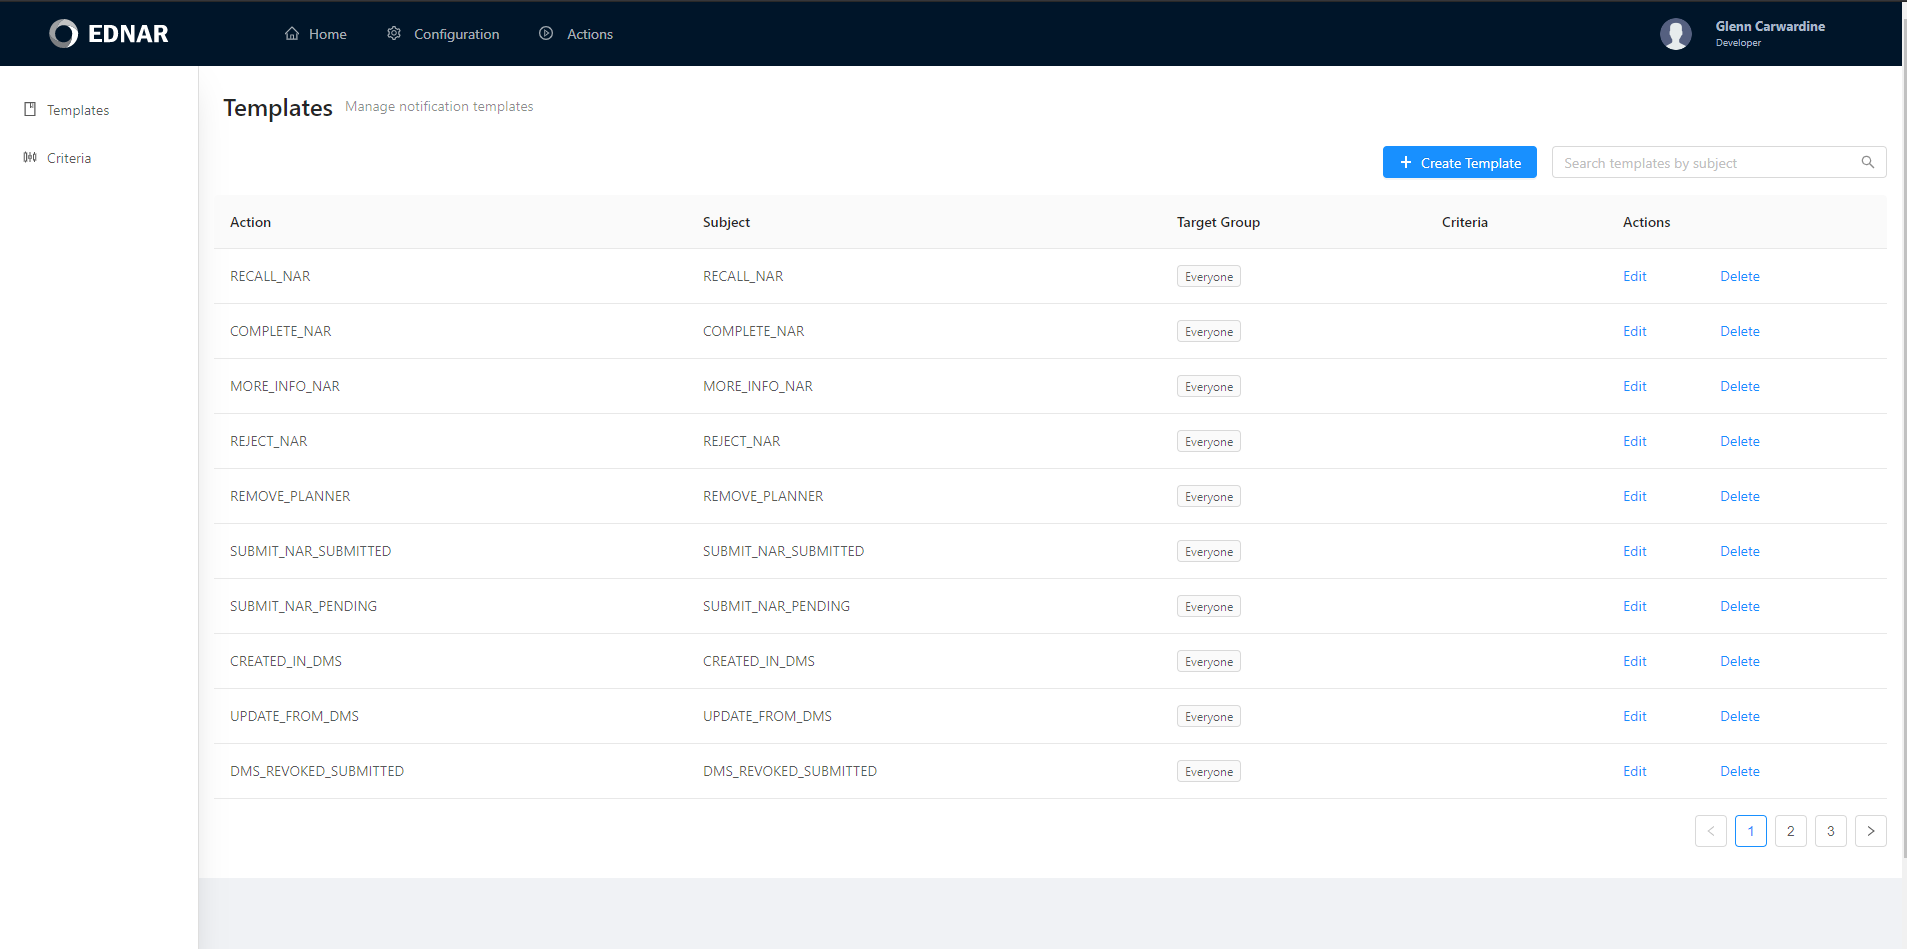 EDNAR Home Configuration Actions Glenn Carwardine
Developer
Templates
Criteria
Templates Manage notification templates
+ Create Template Search templates by subject
Action Subject Target Group Criteria Actions
RECALL_NAR RECALL_NAR Everyone Edit Delete
COMPLETE_NAR COMPLETE_NAR Everyone Edit Delete
MORE_INFO_NAR MORE_INFO_NAR Everyone Edit Delete
REJECT_NAR REJECT_NAR Everyone Edit Delete
REMOVE_PLANNER REMOVE_PLANNER Everyone Edit Delete
SUBMIT_NAR_SUBMITTED SUBMIT_NAR_SUBMITTED Everyone Edit Delete
SUBMIT_NAR_PENDING SUBMIT_NAR_PENDING Everyone Edit Delete
CREATED_IN_DMS CREATED_IN_DMS Everyone Edit Delete
UPDATE_FROM_DMS UPDATE_FROM_DMS Everyone Edit Delete
DMS_REVOKED_SUBMITTED DMS_REVOKED_SUBMITTED Everyone Edit Delete
< 1 2 3 >